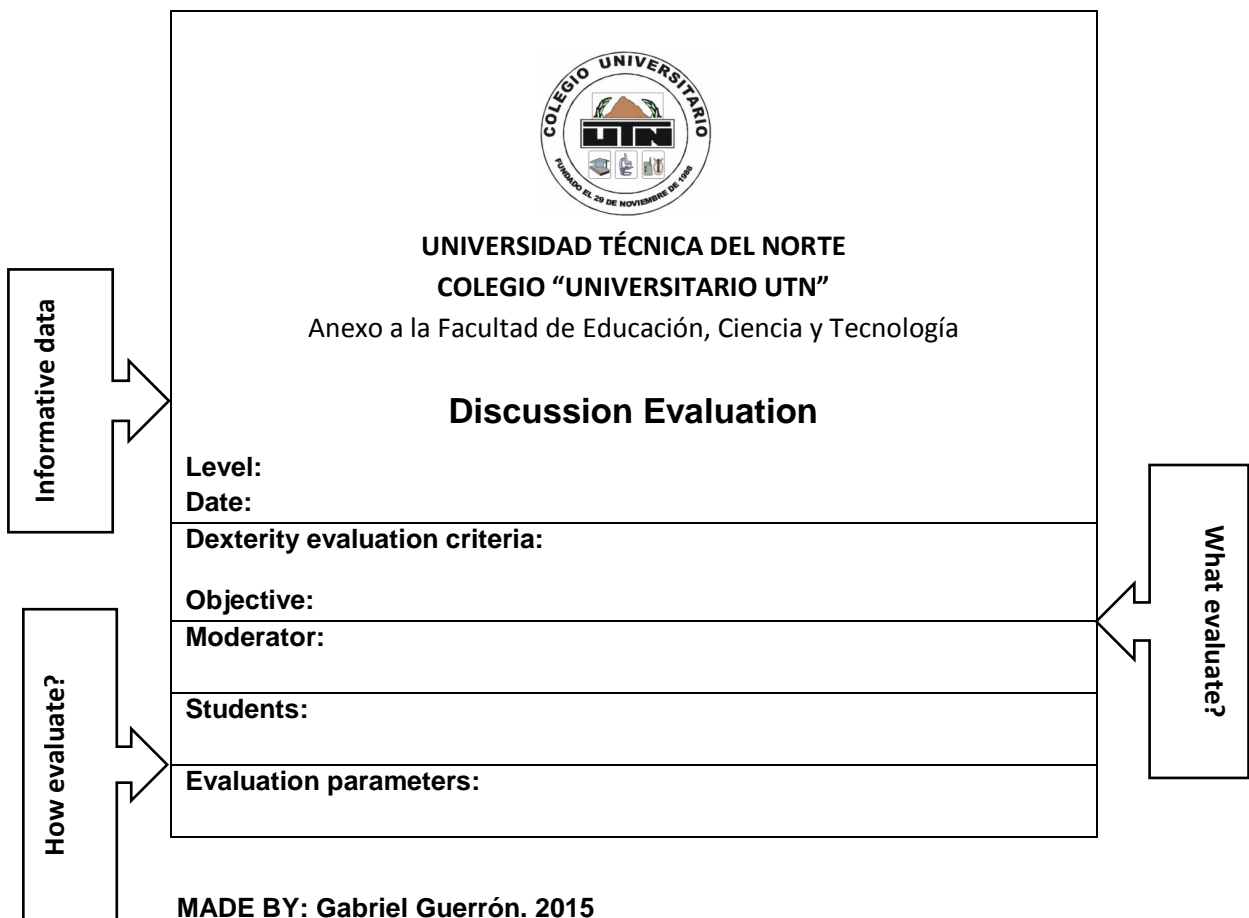 COLEGIO UNIVERSITARIO
UTN
FUNDADO EL 29 DE NOVIEMBRE DE 1988
UNIVERSIDAD TÉCNICA DEL NORTE
COLEGIO “UNIVERSITARIO UTN”
Anexo a la Facultad de Educación, Ciencia y Tecnología
Informative data
Discussion Evaluation
Level:
Date:
Dexterity evaluation criteria:
Objective:
What evaluate?
Moderator:
Students:
How evaluate?
Evaluation parameters:
MADE BY: Gabriel Guerrón. 2015